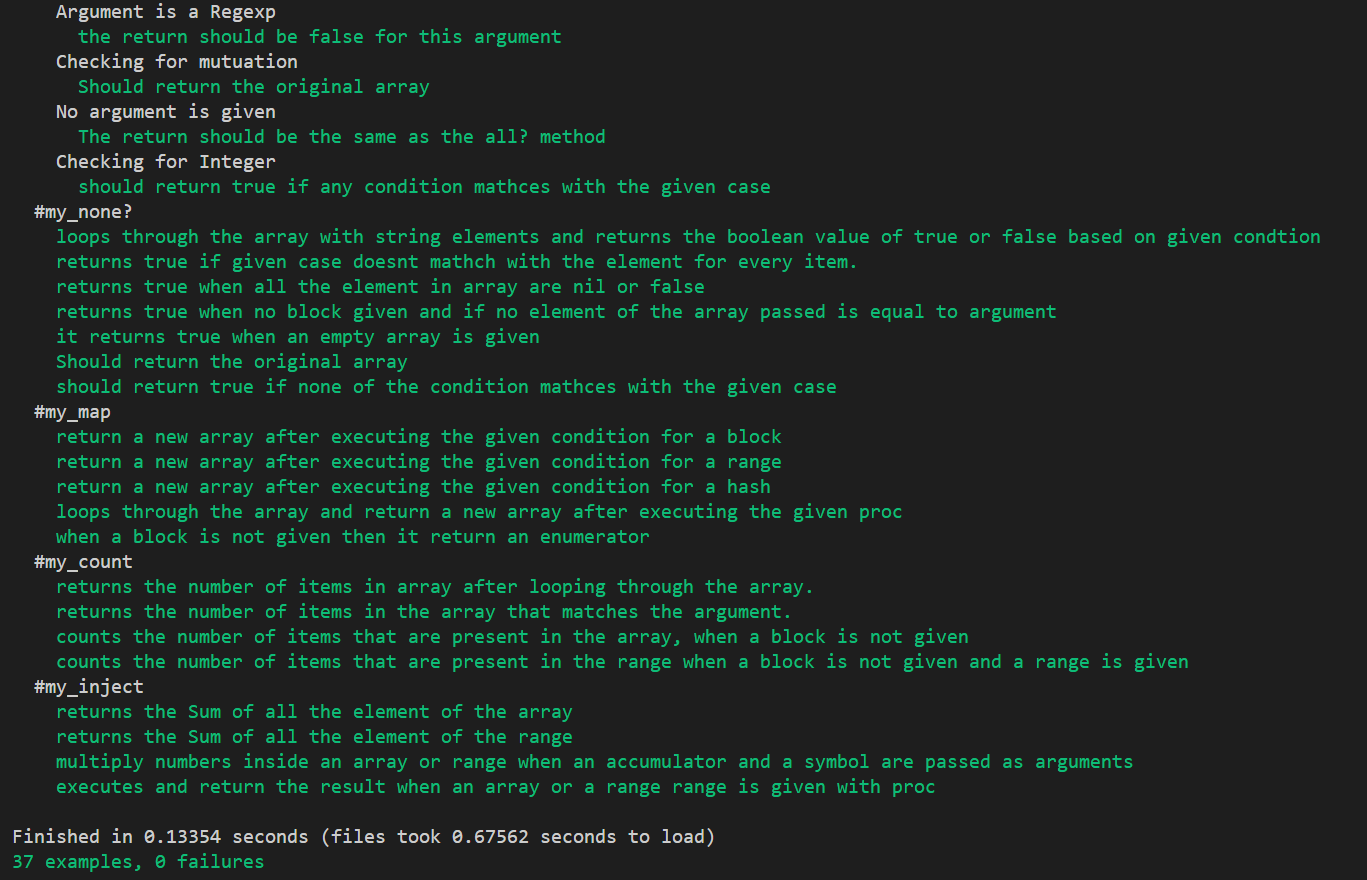 Argument is a Regexp
the return should be false for this argument
Checking for mutuation
Should return the original array
No argument is given
The return should be the same as the all? method
Checking for Integer
should return true if any condition mathces with the given case
#my_none?
loops through the array with string elements and returns the boolean value of true or false based on given condtion
returns true if given case doesnt mathch with the element for every item.
returns true when all the element in array are nil or false
returns true when no block given and if no element of the array passed is equal to argument
it returns true when an empty array is given
Should return the original array
should return true if none of the condition mathces with the given case
#my_map
return a new array after executing the given condition for a block
return a new array after executing the given condition for a range
return a new array after executing the given condition for a hash
loops through the array and return a new array after executing the given proc
when a block is not given then it return an enumerator
#my_count
returns the number of items in array after looping through the array.
returns the number of items in the array that matches the argument.
counts the number of items that are present in the array, when a block is not given
counts the number of items that are present in the range when a block is not given and a range is given
#my_inject
returns the Sum of all the element of the array
returns the Sum of all the element of the range
multiply numbers inside an array or range when an accumulator and a symbol are passed as arguments
executes and return the result when an array or a range range is given with proc
Finished in 0.13354 seconds (files took 0.67562 seconds to load)
37 examples, 0 failures